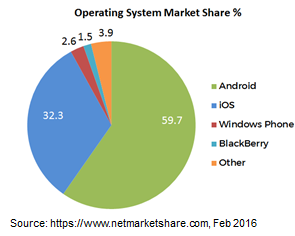 Operating System Market Share %
1.5
3.9
2.6
32.3
59.7
Android
iOS
Windows Phone
BlackBerry
Other
Source: https://www.netmarketshare.com, Feb 2016